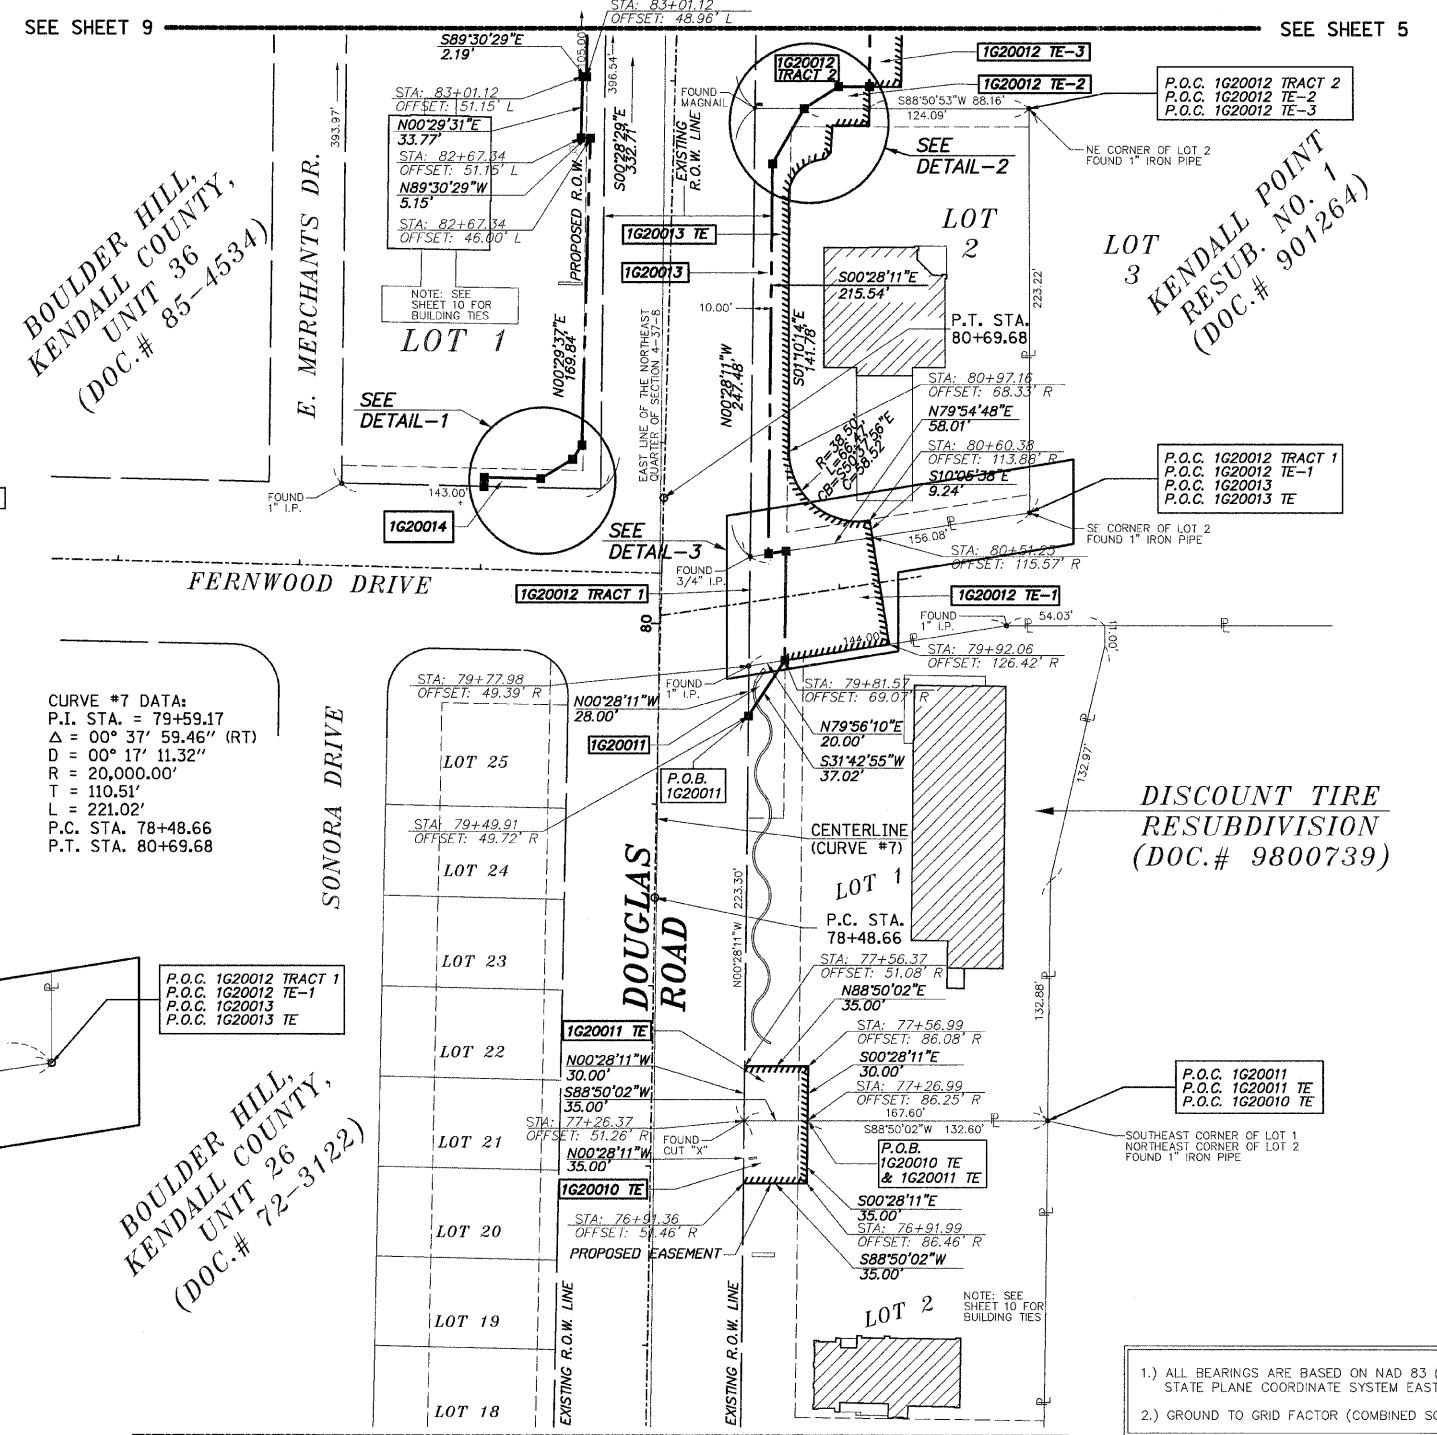 SEE SHEET 9
SEE SHEET 5
STA: 83+01.12
OFFSET: 48.96' L
S89°30'29"E
2.19'
105.00'
396.54'
393.97'
STA: 83+01.12
OFFSET: 51.15' L
N00°29'31"E
33.77'
STA: 82+67.34
OFFSET: 51.15' L
N89°30'29"W
5.15'
STA: 82+67.34
OFFSET: 46.00' L
NOTE: SEE
SHEET 10 FOR
BUILDING TIES
LOT 1
PROPOSED R.O.W.
S00°28'29"E
332.71'
EXISTING
R.O.W. LINE
FOUND
MAGNAIL
1G20012
TRACT 2
1G20012 TE-3
1G20012 TE-2
S88°50'53"W 88.16'
124.09'
P.O.C. 1G20012 TRACT 2
P.O.C. 1G20012 TE-2
P.O.C. 1G20012 TE-3
NE CORNER OF LOT 2
FOUND 1" IRON PIPE
SEE
DETAIL-2
BOULDER HILL,
KENDALL COUNTY,
UNIT 36
(DOC.# 85-4534)
E. MERCHANTS DR.
KENDALL POINT
RESUB. NO. 1
(DOC.# 901264)
LOT
2
LOT
3
1G20013 TE
1G20013
S00°28'11"E
215.54'
10.00'
223.22'
P.T. STA.
80+69.68
N00°29'37"E
169.84'
EAST LINE OF THE NORTHEAST
QUARTER OF SECTION 4-37-8
N00°28'11"W
247.48'
S01°10'14"E
141.78'
STA: 80+97.16
OFFSET: 68.33' R
N79°54'48"E
58.01'
R=38.50'
L=66.47'
CB=S50°37'56"E
C=58.52'
STA: 80+60.38
OFFSET: 113.88' R
S10°05'38"E
9.24'
SEE
DETAIL-1
FOUND
1" I.P.
143.00'
1G20014
SEE
DETAIL-3
P.O.C. 1G20012 TRACT 1
P.O.C. 1G20012 TE-1
P.O.C. 1G20013
P.O.C. 1G20013 TE
SE CORNER OF LOT 2
FOUND 1" IRON PIPE
156.08'
STA: 80+51.23
OFFSET: 115.57' R
FOUND
3/4" I.P.
FERNWOOD DRIVE
1G20012 TRACT 1
1G20012 TE-1
80
FOUND
1" I.P.
54.03'
11.00'
144.00'
STA: 79+92.06
OFFSET: 126.42' R
STA: 79+77.98
OFFSET: 49.39' R
FOUND
1" I.P.
STA: 79+81.57
OFFSET: 69.07' R
N00°28'11"W
28.00'
N79°56'10"E
20.00'
1G20011
S31°42'55"W
37.02'
P.O.B.
1G20011
CURVE #7 DATA:
P.I. STA. = 79+59.17
Δ = 00° 37' 59.46" (RT)
D = 00° 17' 11.32"
R = 20,000.00'
T = 110.51'
L = 221.02'
P.C. STA. 78+48.66
P.T. STA. 80+69.68
SONORA DRIVE
LOT 25
STA: 79+49.91
OFFSET: 49.72' R
LOT 24
LOT 23
LOT 22
LOT 21
LOT 20
LOT 19
LOT 18
DOUGLAS
ROAD
CENTERLINE
(CURVE #7)
LOT 1
P.C. STA.
78+48.66
132.97'
DISCOUNT TIRE
RESUBDIVISION
(DOC.# 9800739)
N00°28'11"W 223.30'
STA: 77+56.37
OFFSET: 51.08' R
N88°50'02"E
35.00'
132.88'
P.O.C. 1G20012 TRACT 1
P.O.C. 1G20012 TE-1
P.O.C. 1G20013
P.O.C. 1G20013 TE
1G20011 TE
STA: 77+56.99
OFFSET: 86.08' R
N00°28'11"W
30.00'
S00°28'11"E
30.00'
S88°50'02"W
35.00'
STA: 77+26.99
OFFSET: 86.25' R
167.60'
S88°50'02"W 132.60'
STA: 77+26.37
OFFSET: 51.26' R
FOUND
CUT "X"
N00°28'11"W
35.00'
P.O.B.
1G20010 TE
& 1G20011 TE
1G20010 TE
P.O.C. 1G20011
P.O.C. 1G20011 TE
P.O.C. 1G20010 TE
SOUTHEAST CORNER OF LOT 1
NORTHEAST CORNER OF LOT 2
FOUND 1" IRON PIPE
S00°28'11"E
35.00'
STA: 76+91.36
OFFSET: 51.46' R
STA: 76+91.99
OFFSET: 86.46' R
PROPOSED EASEMENT
S88°50'02"W
35.00'
BOULDER HILL,
KENDALL COUNTY,
UNIT 26
(DOC.# 72-3122)
EXISTING R.O.W. LINE
EXISTING R.O.W. LINE
LOT 2
NOTE: SEE
SHEET 10 FOR
BUILDING TIES
1.) ALL BEARINGS ARE BASED ON NAD 83 (
STATE PLANE COORDINATE SYSTEM EAST
2.) GROUND TO GRID FACTOR (COMBINED SC